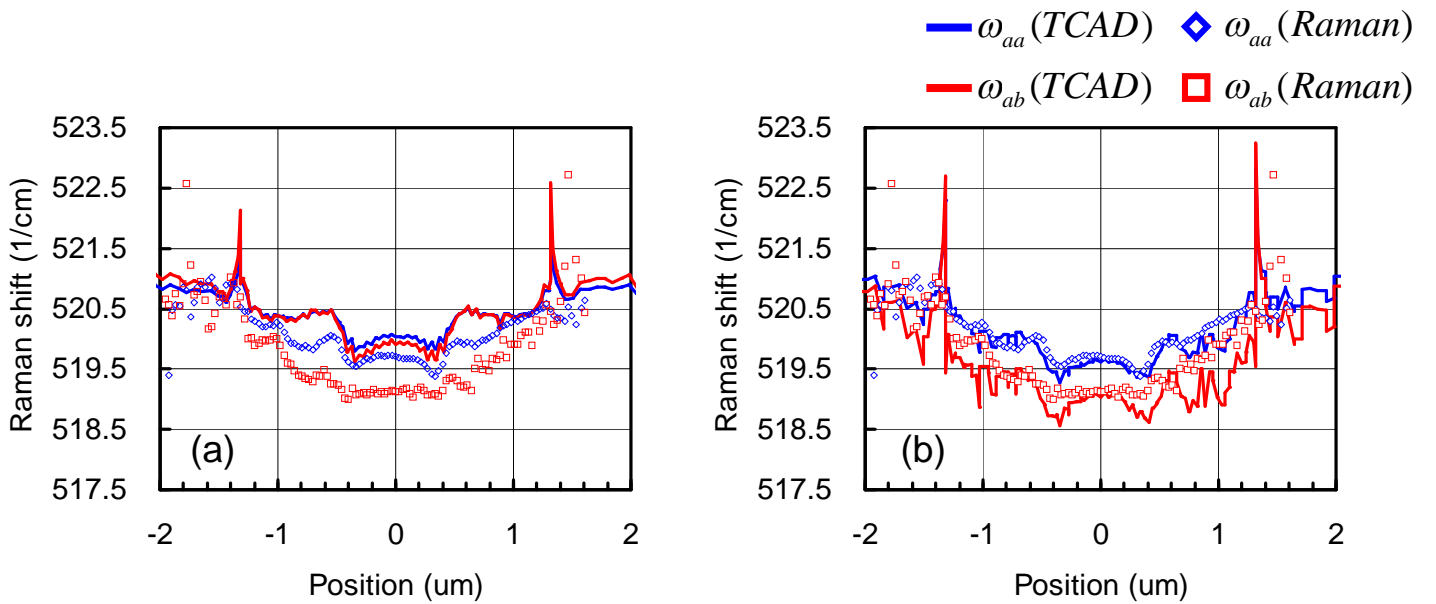 ω_aa (TCAD) ω_aa (Raman)
ω_ab (TCAD) ω_ab (Raman)
523.5
522.5
521.5
520.5
519.5
518.5
517.5
Raman shift (1/cm)
(a)
-2 -1 0 1 2
Position (um)
523.5
522.5
521.5
520.5
519.5
518.5
517.5
Raman shift (1/cm)
(b)
-2 -1 0 1 2
Position (um)